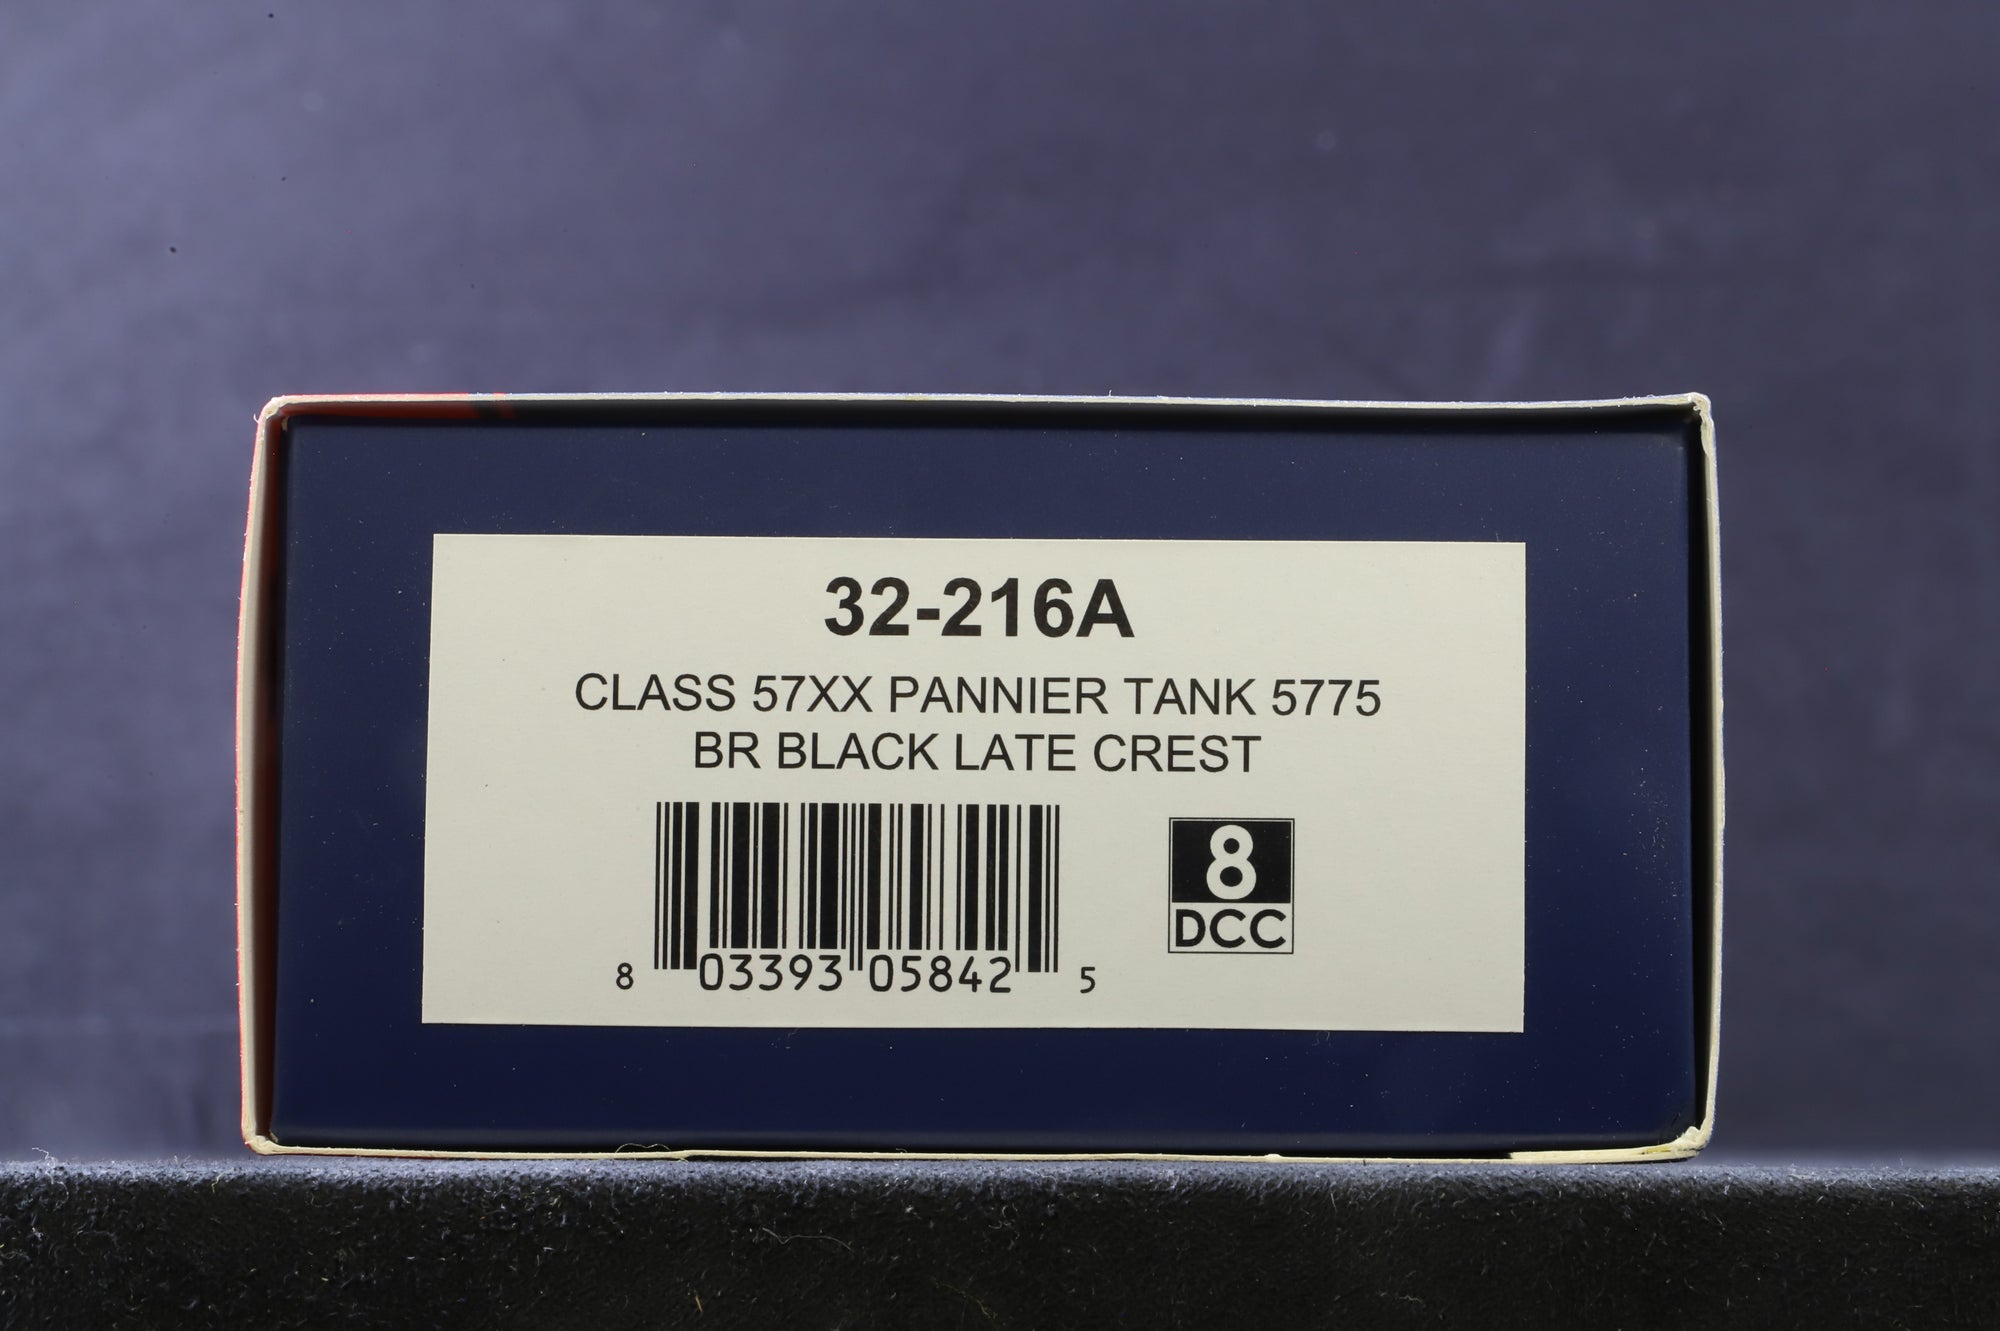 32-216A
CLASS 57XX PANNIER TANK 5775
BR BLACK LATE CREST
8 03393 05842 5
8
DCC